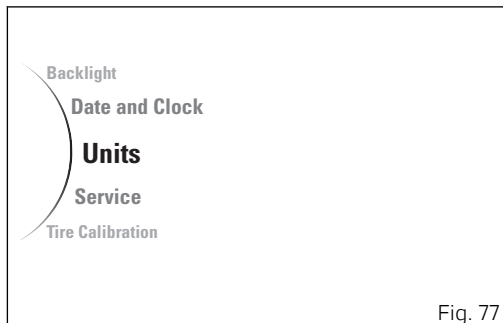 Backlight
Date and Clock
Units
Service
Tire Calibration
Fig. 77